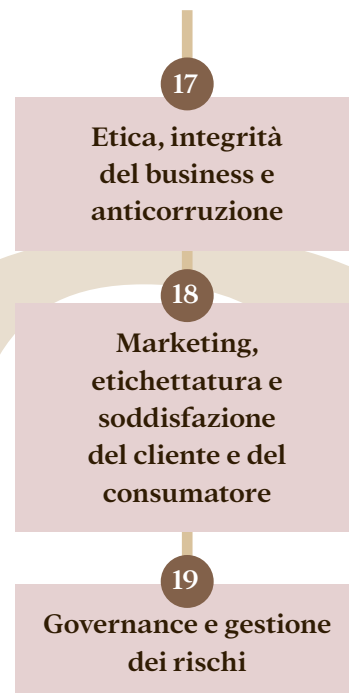 17
Etica, integrità
del business e
anticorruzione
18
Marketing,
etichettatura e
soddisfazione
del cliente e del
consumatore
19
Governance e gestione
dei rischi